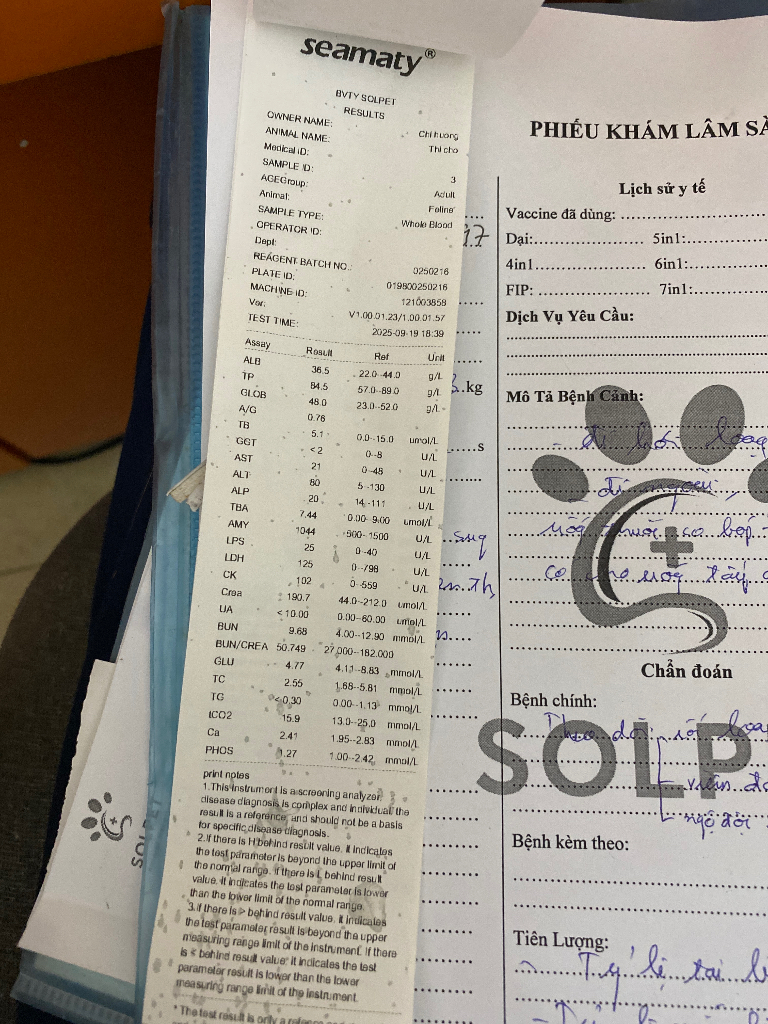 seamaty®
BVTY SOLPET
RESULTS
OWNER NAME: Chi huong
ANIMAL NAME: Thi cho
Medical ID:
SAMPLE ID: 3
AGEGroup: Adult
Animal: Feline
SAMPLE TYPE: Whole Blood
OPERATOR ID:
Dept:
REAGENT BATCH NO.: 0250216
PLATE ID: 019800250216
MACHINE ID: 121003858
Ver: V1.00.01.23/1.00.01.57
TEST TIME: 2025-09-19 18:39
Assay Result Ref Unit
ALB 36.5 22.0--44.0 g/L
TP 84.5 57.0--89.0 g/L
GLOB 48.0 23.0--52.0 g/L
A/G 0.76
TB 5.1 0.0--15.0 umol/L
GGT <2 0--8 U/L
AST 21 0--48 U/L
ALT 80 5--130 U/L
ALP 20 14--111 U/L
TBA 7.44 0.00--9.00 umol/L
AMY 1044 500--1500 U/L
LPS 25 0--40 U/L
LDH 125 0--798 U/L
CK 102 0--559 U/L
Crea 190.7 44.0--212.0 umol/L
UA <10.00 0.00--60.00 umol/L
BUN 9.68 4.00--12.90 mmol/L
BUN/CREA 50.749 27.000--182.000
GLU 4.77 4.11--8.83 mmol/L
TC 2.55 1.68--5.81 mmol/L
TG <0.30 0.00--1.13 mmol/L
tCO2 15.9 13.0--25.0 mmol/L
Ca 2.41 1.95--2.83 mmol/L
PHOS 1.27 1.00--2.42 mmol/L
print notes
1.This instrument is a screening analyzer,
disease diagnosis is complex and individual, the
result is a reference, and should not be a basis
for specific disease diagnosis.
2.If there is H behind result value, it indicates
the test parameter is beyond the upper limit of
the normal range. if there is L behind result
value, it indicates the test parameter is lower
than the lower limit of the normal range.
3.If there is > behind result value, it indicates
the test parameter result is beyond the upper
measuring range limit of the instrument. If there
is < behind result value, it indicates the test
parameter result is lower than the lower
measuring range limit of the instrument.
* The test result is only a
17
.kg
s
PHIẾU KHÁM LÂM
Lịch sử y tế
Vaccine đã dùng:
Dại: 5in1:
4in1 6in1:
FIP: 7in1:
Dịch Vụ Yêu Cầu:
Mô Tả Bệnh Cảnh:
- đi
- đi ngoài,
uống thuốc co bóp
có cho uống tẩy
Chẩn đoán
Bệnh chính:
Theo dõi rối loạn
viêm
ngộ
SOLP
Bệnh kèm theo:
Tiên Lượng:
Tỷ lệ tái
SOL